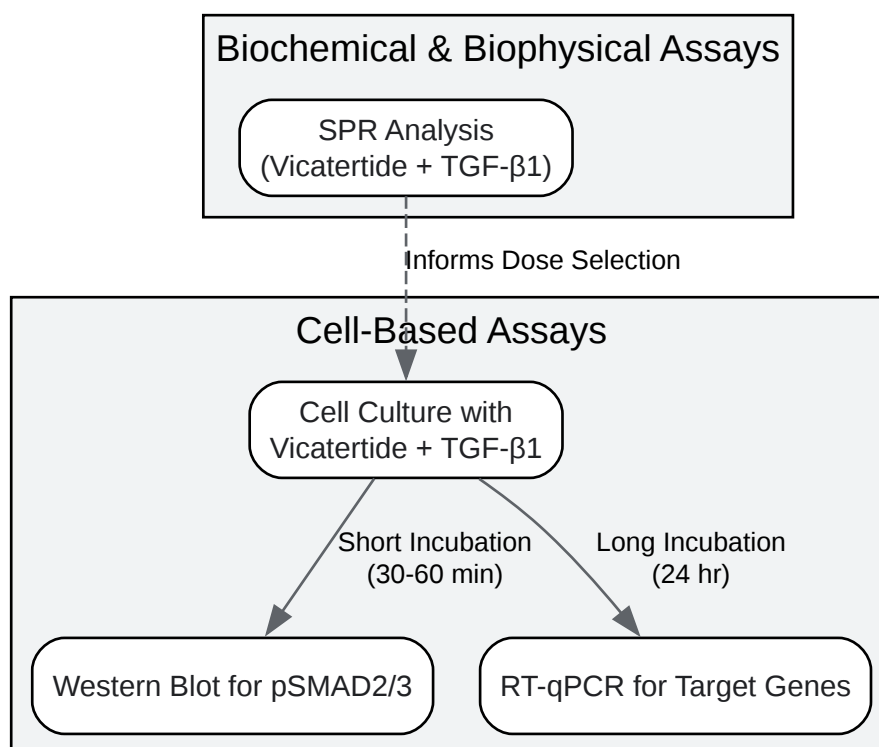 Biochemical & Biophysical Assays
SPR Analysis
(Vicatertide + TGF-β1)
Informs Dose Selection
Cell-Based Assays
Cell Culture with
Vicatertide + TGF-β1
Short Incubation
(30-60 min)
Long Incubation
(24 hr)
Western Blot for pSMAD2/3
RT-qPCR for Target Genes